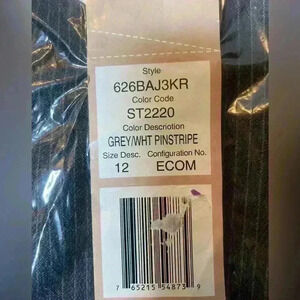 Style
626BAJ3KR
Color Code
ST2220
Color Description
GREY/WHT PINSTRIPE
Size Desc. Configuration No.
12 ECOM
7 65215 54873 9